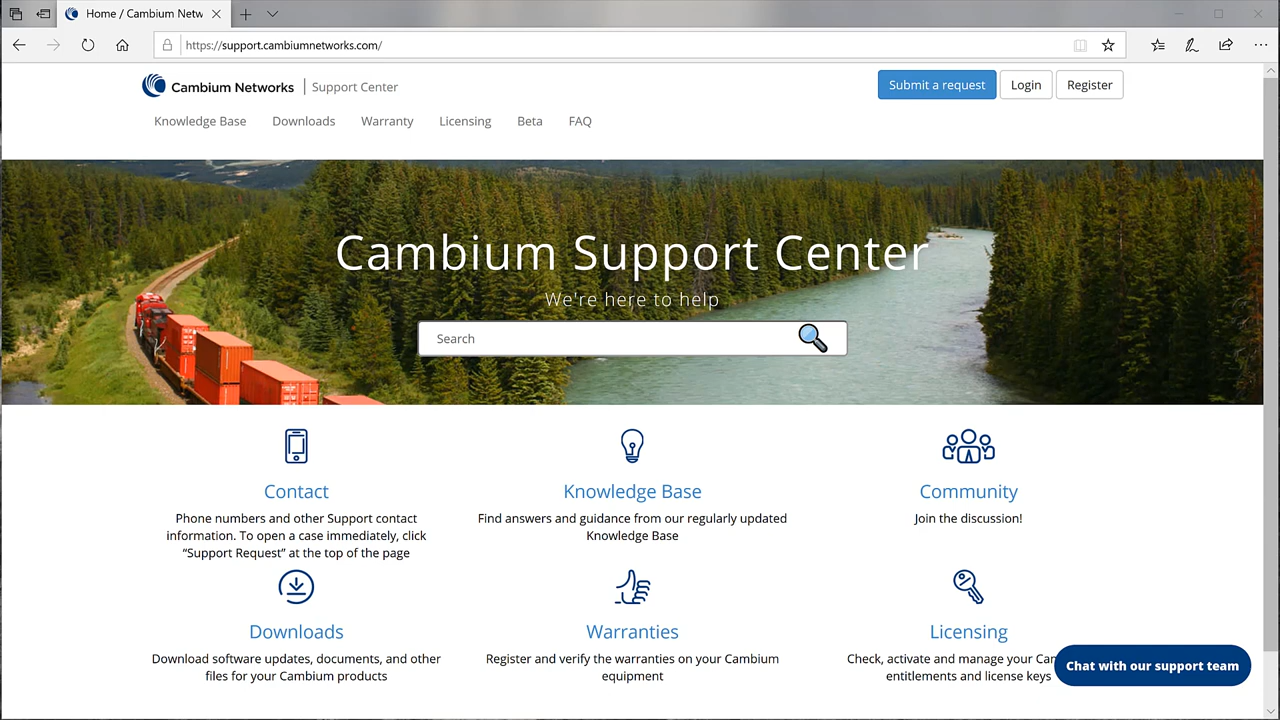 Home / Cambium Netw
https://support.cambiumnetworks.com/
Cambium Networks | Support Center
Submit a request
Login
Register
Knowledge Base
Downloads
Warranty
Licensing
Beta
FAQ
Cambium Support Center
We're here to help
Search
Contact
Phone numbers and other Support contact
information. To open a case immediately, click
“Support Request” at the top of the page
Knowledge Base
Find answers and guidance from our regularly updated
Knowledge Base
Community
Join the discussion!
Downloads
Download software updates, documents, and other
files for your Cambium products
Warranties
Register and verify the warranties on your Cambium
equipment
Licensing
Check, activate and manage your
entitlements and license keys
Chat with our support team